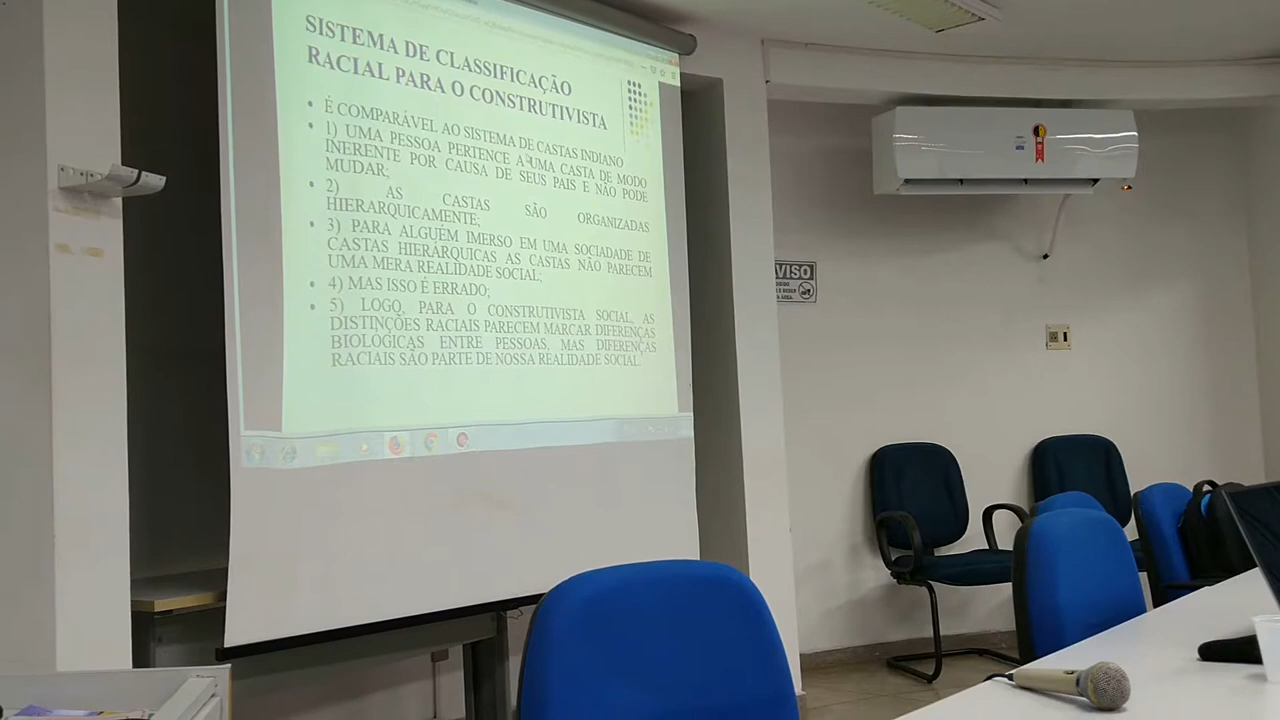 SISTEMA DE CLASSIFICAÇÃO
RACIAL PARA O CONSTRUTIVISTA
• É COMPARÁVEL AO SISTEMA DE CASTAS INDIANO
• 1) UMA PESSOA PERTENCE A UMA CASTA DE MODO
INERENTE POR CAUSA DE SEUS PAIS E NÃO PODE
MUDAR;
• 2) AS CASTAS SÃO ORGANIZADAS
HIERARQUICAMENTE;
• 3) PARA ALGUÉM IMERSO EM UMA SOCIADADE DE
CASTAS HIERÁRQUICAS AS CASTAS NÃO PARECEM
UMA MERA REALIDADE SOCIAL;
• 4) MAS ISSO É ERRADO;
• 5) LOGO, PARA O CONSTRUTIVISTA SOCIAL, AS
DISTINÇÕES RACIAIS PARECEM MARCAR DIFERENÇAS
BIOLÓGICAS ENTRE PESSOAS, MAS DIFERENÇAS
RACIAIS SÃO PARTE DE NOSSA REALIDADE SOCIAL.
VISO